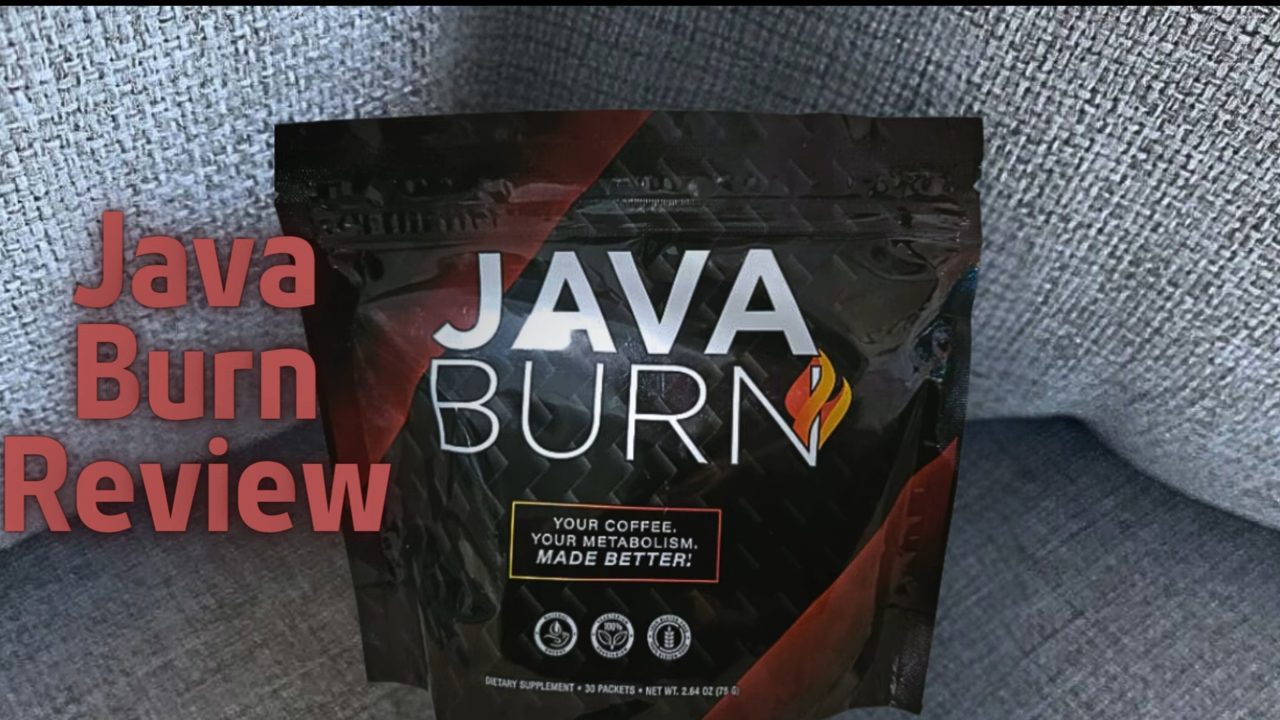 Java
Burn
Review
JAVA
BURN
YOUR COFFEE.
YOUR METABOLISM.
MADE BETTER!
100%
DIETARY SUPPLEMENT • 30 PACKETS • NET WT. 2.64 OZ (75 G)